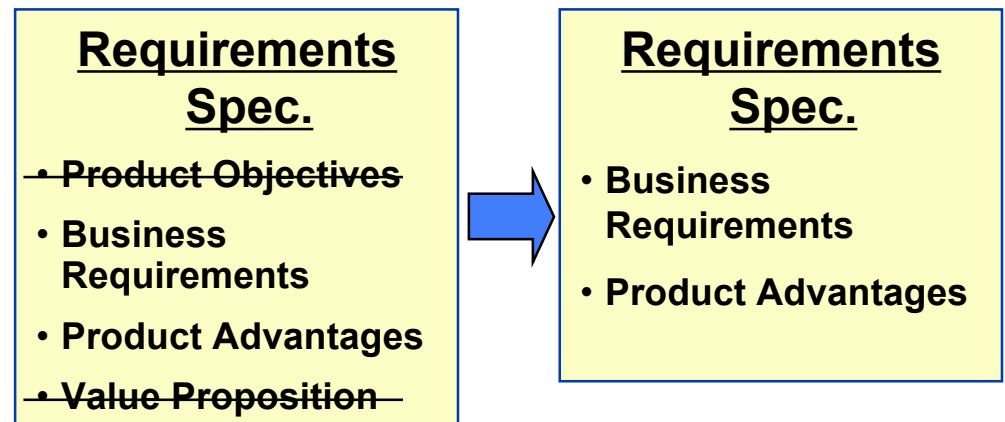 Requirements
Spec.
• Product Objectives
• Business
Requirements
• Product Advantages
• Value Proposition
Requirements
Spec.
• Business
Requirements
• Product Advantages